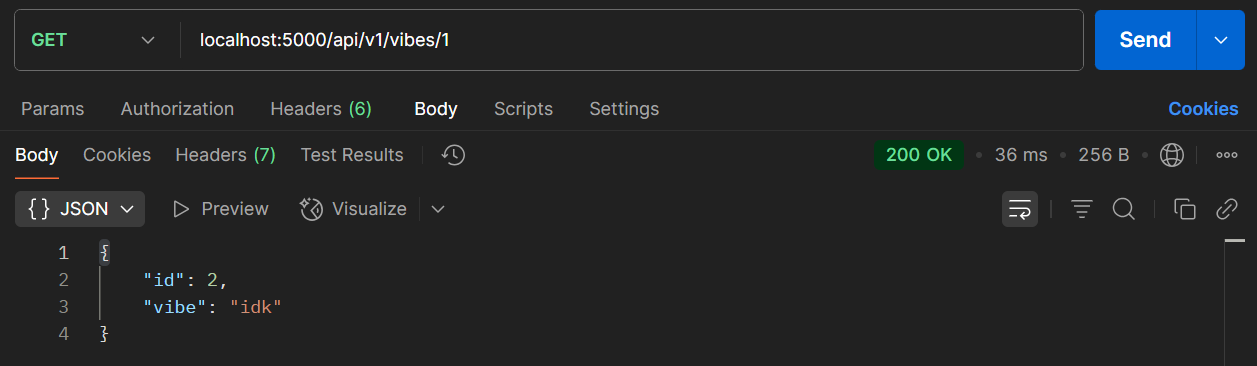 GET localhost:5000/api/v1/vibes/1 Send
Params Authorization Headers (6) Body Scripts Settings Cookies
Body Cookies Headers (7) Test Results 200 OK • 36 ms • 256 B •
{} JSON Preview Visualize
1 {
2 "id": 2,
3 "vibe": "idk"
4 }